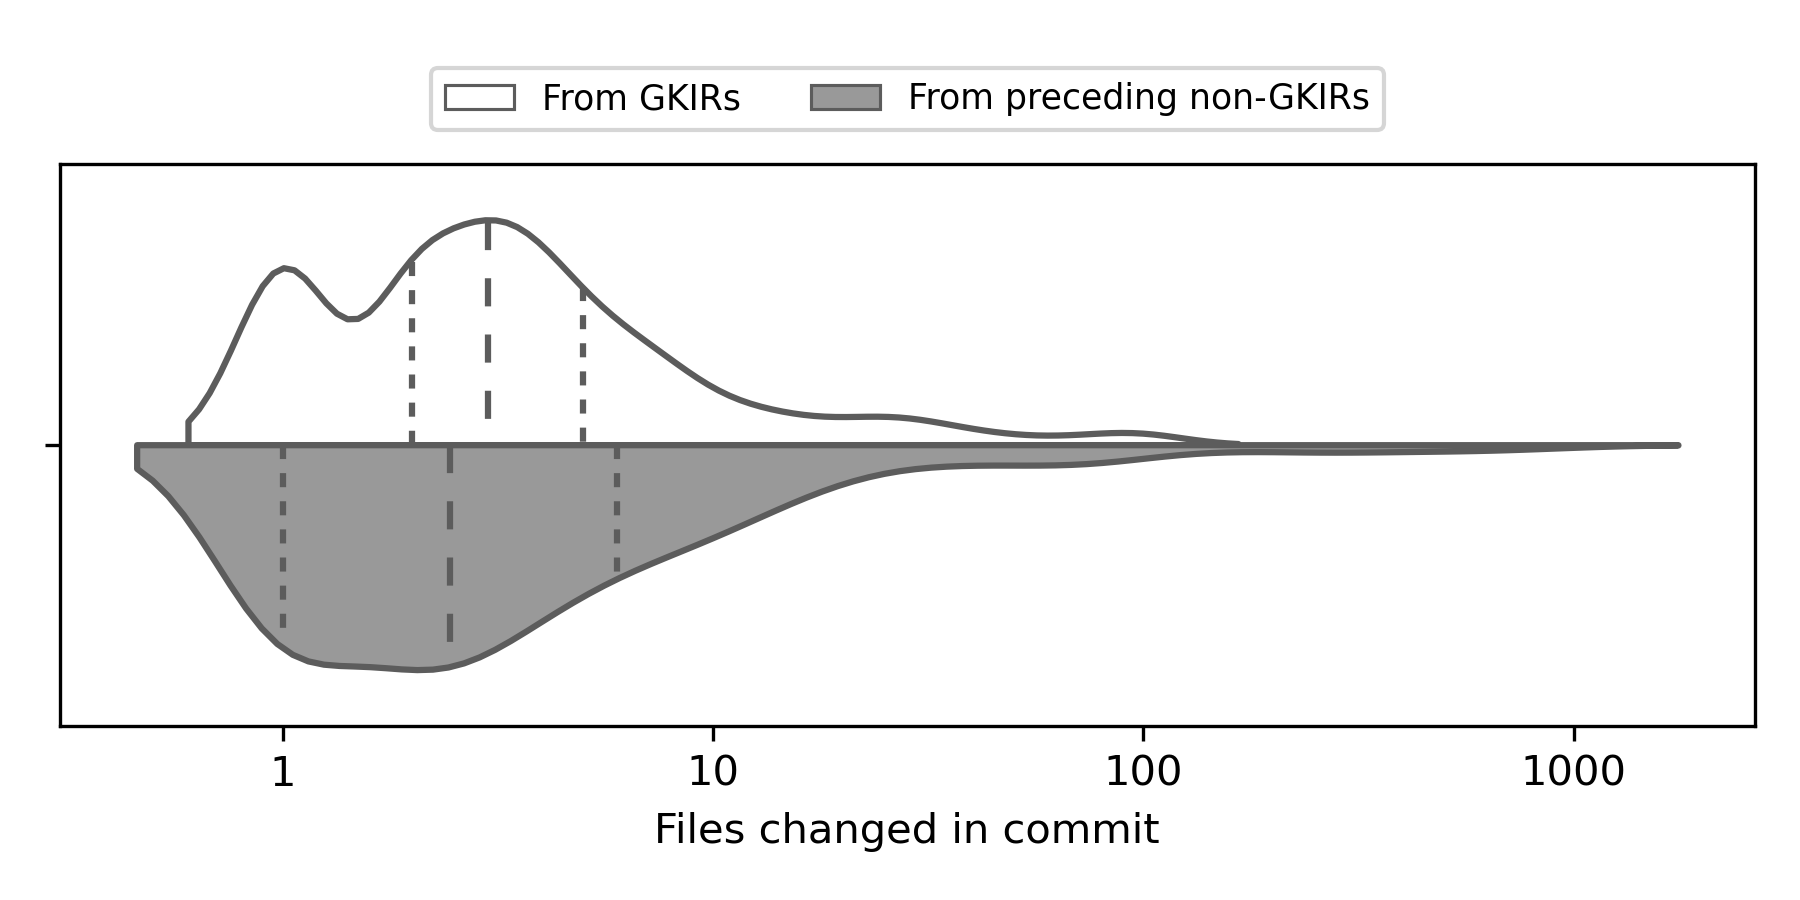 From GKIRs From preceding non-GKIRs
1 10 100 1000
Files changed in commit